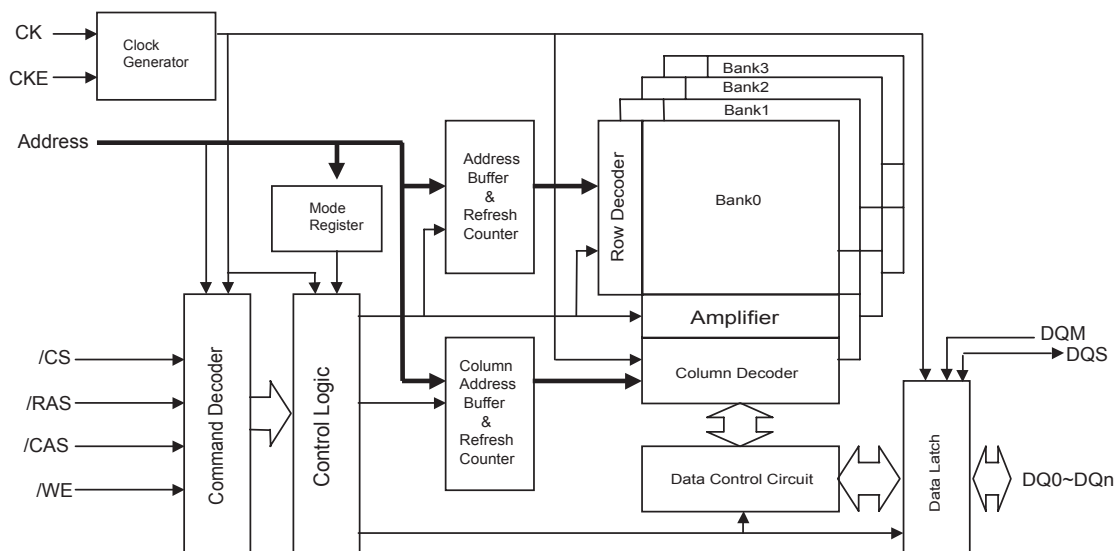 CK
CKE
Clock
Generator
Address
Mode
Register
Address
Buffer
&
Refresh
Counter
Row Decoder
Bank3
Bank2
Bank1
Bank0
Amplifier
Column Decoder
/CS
/RAS
/CAS
/WE
Command Decoder
Control Logic
Column
Address
Buffer
&
Refresh
Counter
Data Control Circuit
Data Latch
DQM
DQS
DQ0~DQn